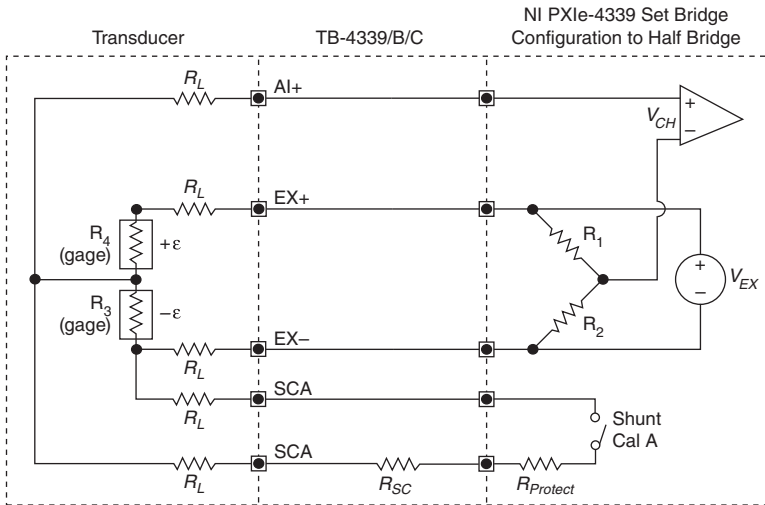 Transducer
TB-4339/B/C
NI PXIe-4339 Set Bridge
Configuration to Half Bridge
R_L
AI+
+
–
V_CH
R_L
EX+
R_4
(gage)
+ε
R_1
+
–
V_EX
R_3
(gage)
–ε
R_2
R_L
EX–
R_L
SCA
Shunt
Cal A
R_L
SCA
R_SC
R_Protect